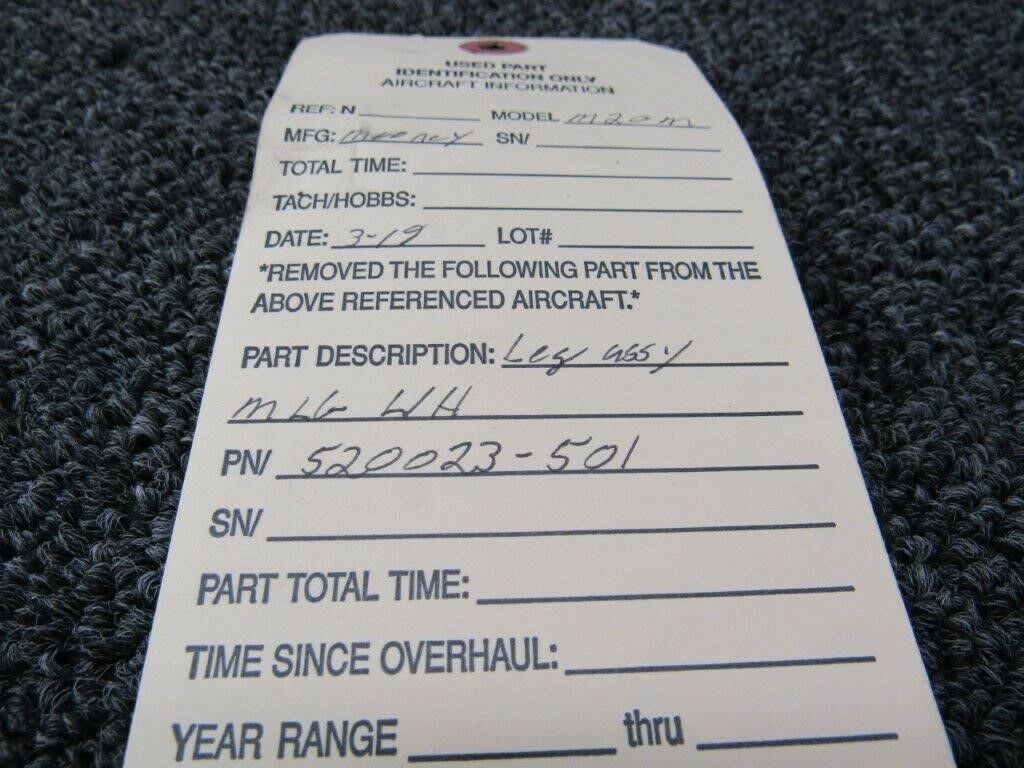 USED PART
IDENTIFICATION ONLY
AIRCRAFT INFORMATION
REF: N MODEL M20M
MFG: Mooney SN/
TOTAL TIME:
TACH/HOBBS:
DATE: 3-19 LOT#
*REMOVED THE FOLLOWING PART FROM THE
ABOVE REFERENCED AIRCRAFT.*
PART DESCRIPTION: Leg assy
MLG LH
PN/ 520023-501
SN/
PART TOTAL TIME:
TIME SINCE OVERHAUL:
YEAR RANGE thru